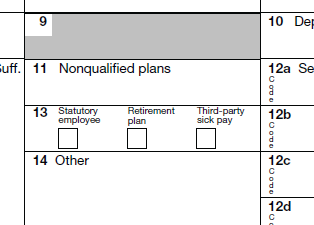 9
10 Dep
uff.
11 Nonqualified plans
12a Se
Code
13 Statutory employee
Retirement plan
Third-party sick pay
12b
Code
14 Other
12c
Code
12d
C